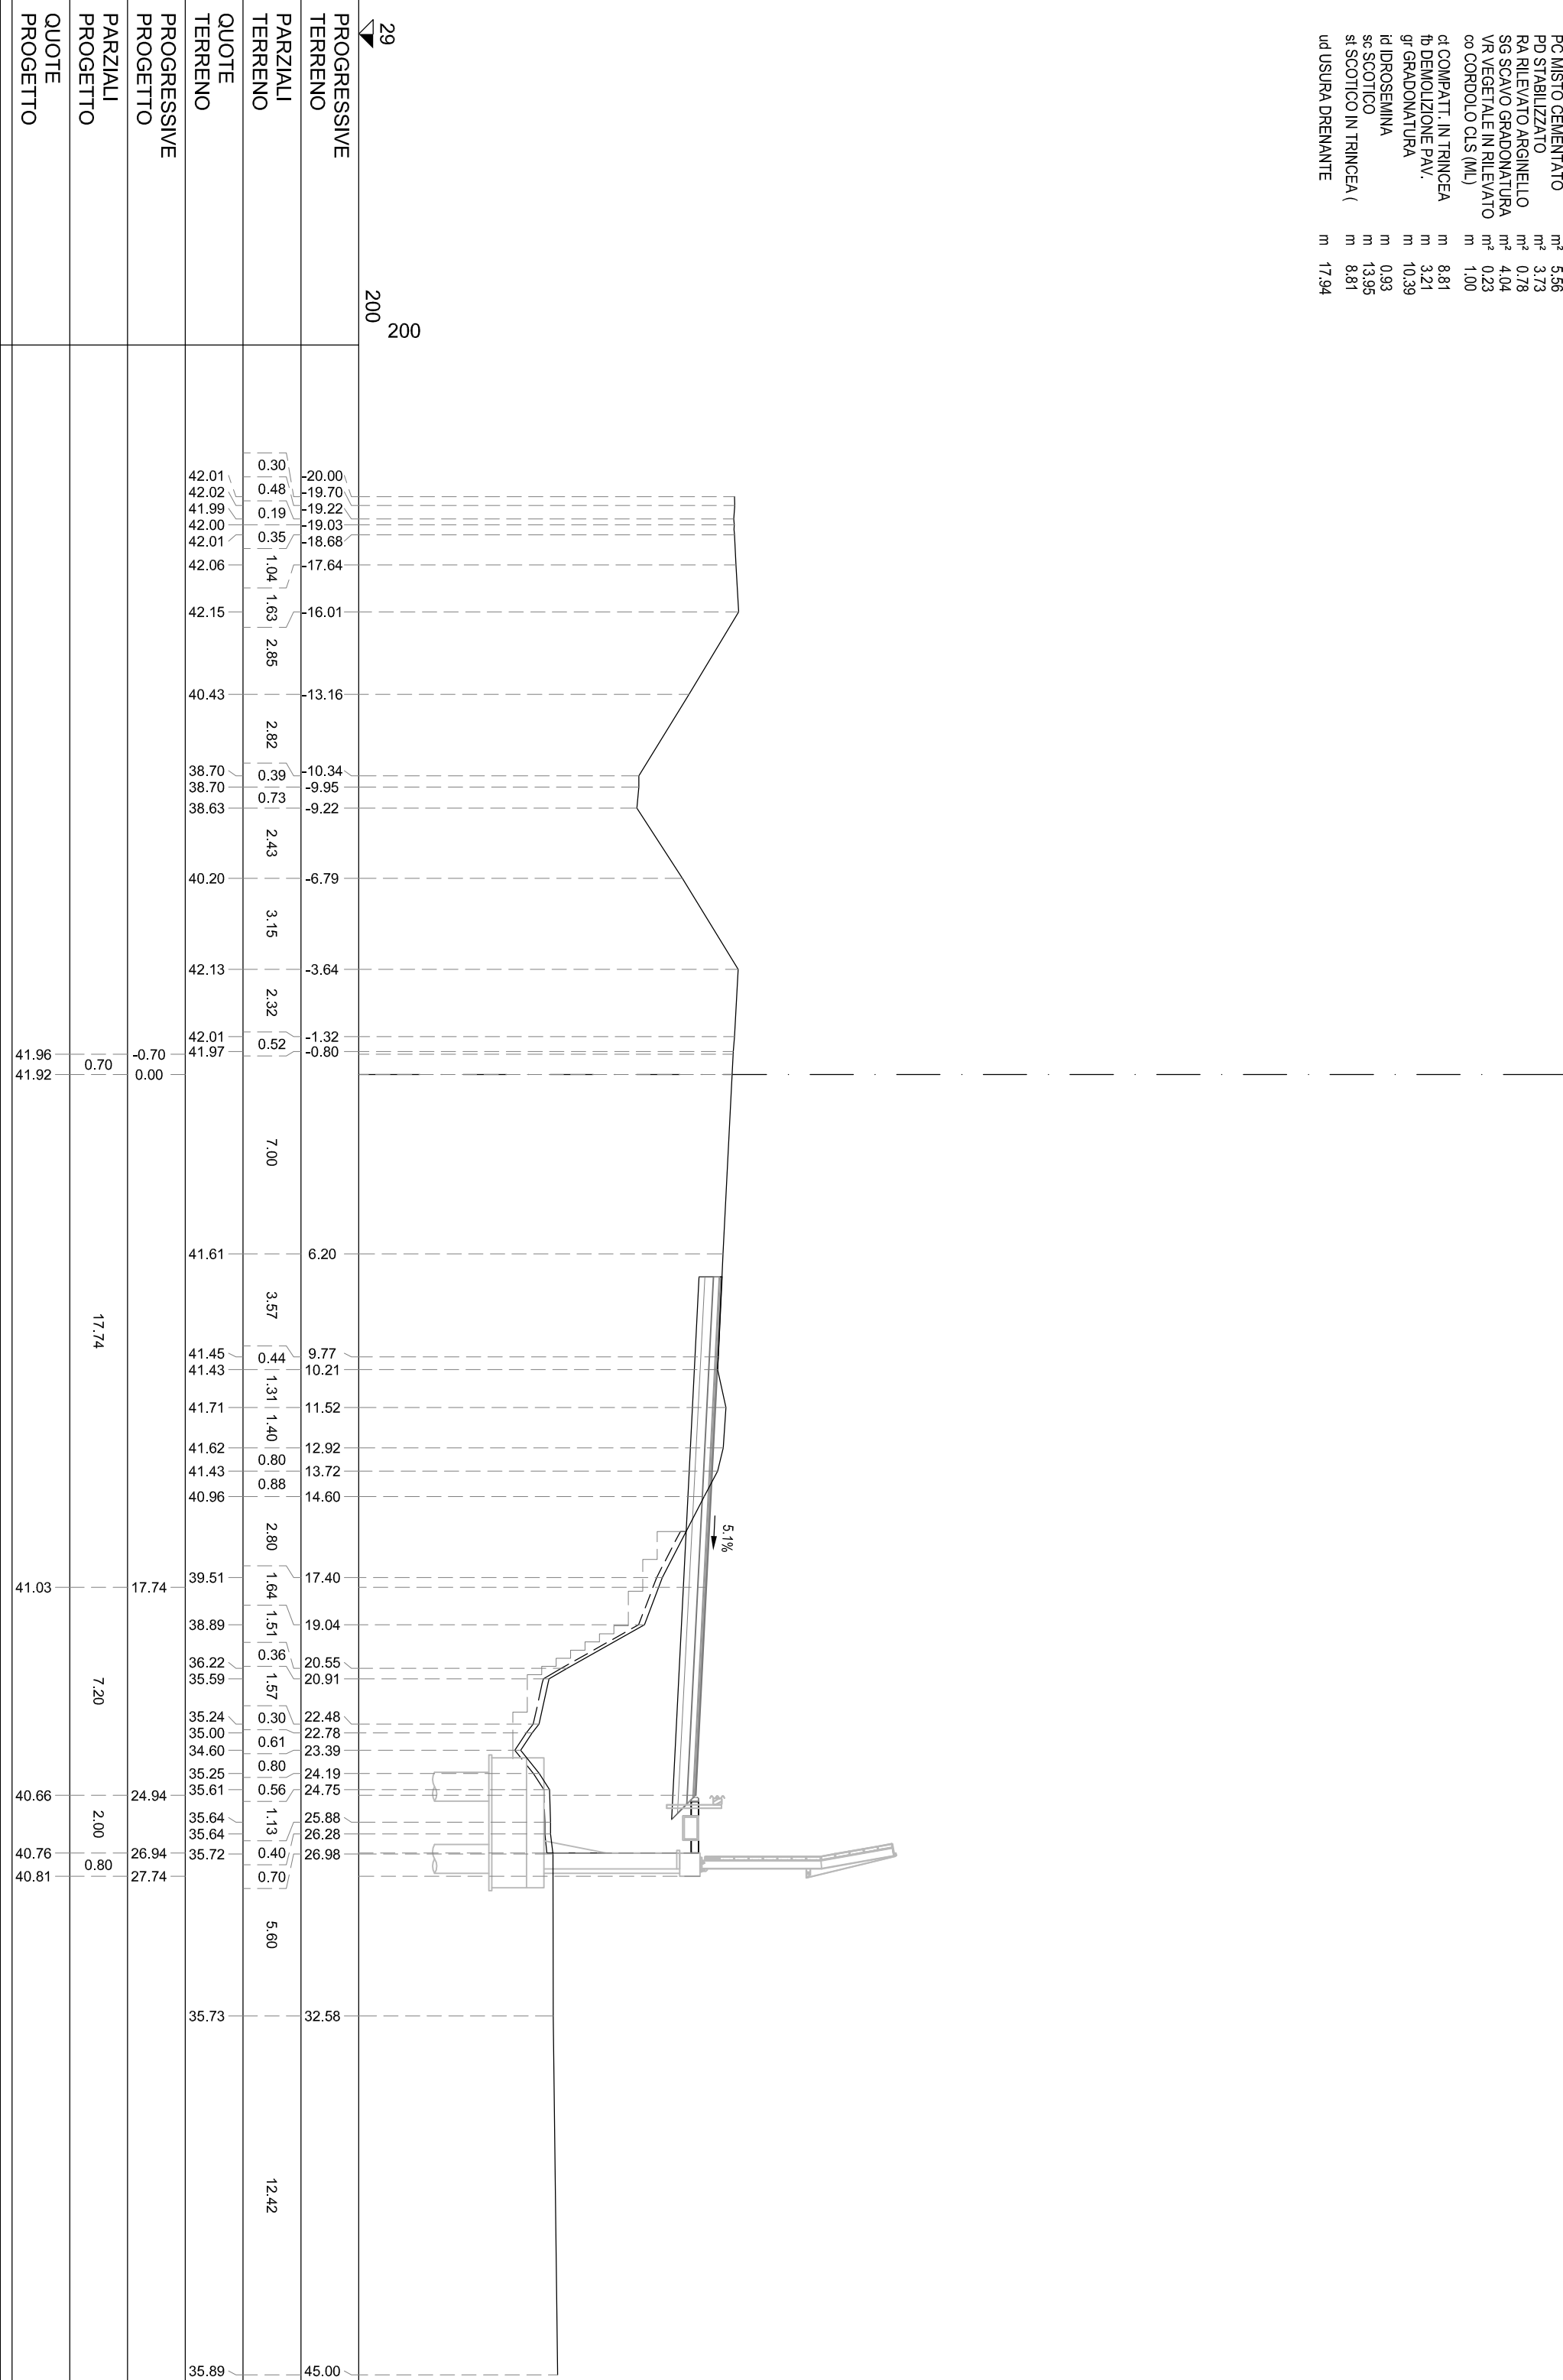 PC MISTO CEMENTATO m² 5.56
PD STABILIZZATO m² 3.73
RA RILEVATO ARGINELLO m² 0.78
SG SCAVO GRADONATURA m² 4.04
VR VEGETALE IN RILEVATO m² 0.23
co CORDOLO CLS (ML) m 1.00
ct COMPATT. IN TRINCEA m 8.81
fb DEMOLIZIONE PAV. m 3.21
gr GRADONATURA m 10.39
id IDROSEMINA m 0.93
sc SCOTICO m 13.95
st SCOTICO IN TRINCEA ( m 8.81
ud USURA DRENANTE m 17.94
5.1%
29
200
200
PROGRESSIVE
TERRENO
-20.00 -19.70 -19.22 -19.03 -18.68 -17.64 -16.01 -13.16 -10.34 -9.95 -9.22 -6.79 -3.64 -1.32 -0.80 6.20 9.77 10.21 11.52 12.92 13.72 14.60 17.40 19.04 20.55 20.91 22.48 22.78 23.39 24.19 24.75 25.88 26.28 26.98 32.58 45.00
PARZIALI
TERRENO
0.30 0.48 0.19 0.35 1.04 1.63 2.85 2.82 0.39 0.73 2.43 3.15 2.32 0.52 7.00 3.57 0.44 1.31 1.40 0.80 0.88 2.80 1.64 1.51 0.36 1.57 0.30 0.61 0.80 0.56 1.13 0.40 0.70 5.60 12.42
QUOTE
TERRENO
42.01 42.02 41.99 42.00 42.01 42.06 42.15 40.43 38.70 38.70 38.63 40.20 42.13 42.01 41.97 41.61 41.45 41.43 41.71 41.62 41.43 40.96 39.51 38.89 36.22 35.59 35.24 35.00 34.60 35.25 35.61 35.64 35.64 35.72 35.73 35.89
PROGRESSIVE
PROGETTO
-0.70 0.00 17.74 24.94 26.94 27.74
PARZIALI
PROGETTO
0.70 17.74 7.20 2.00 0.80
QUOTE
PROGETTO
41.96 41.92 41.03 40.66 40.76 40.81